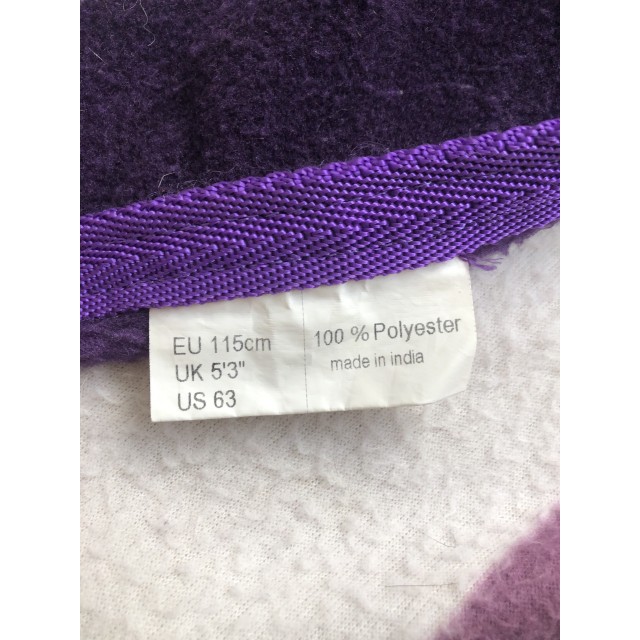 EU 115cm
UK 5'3"
US 63
100 % Polyester
made in india